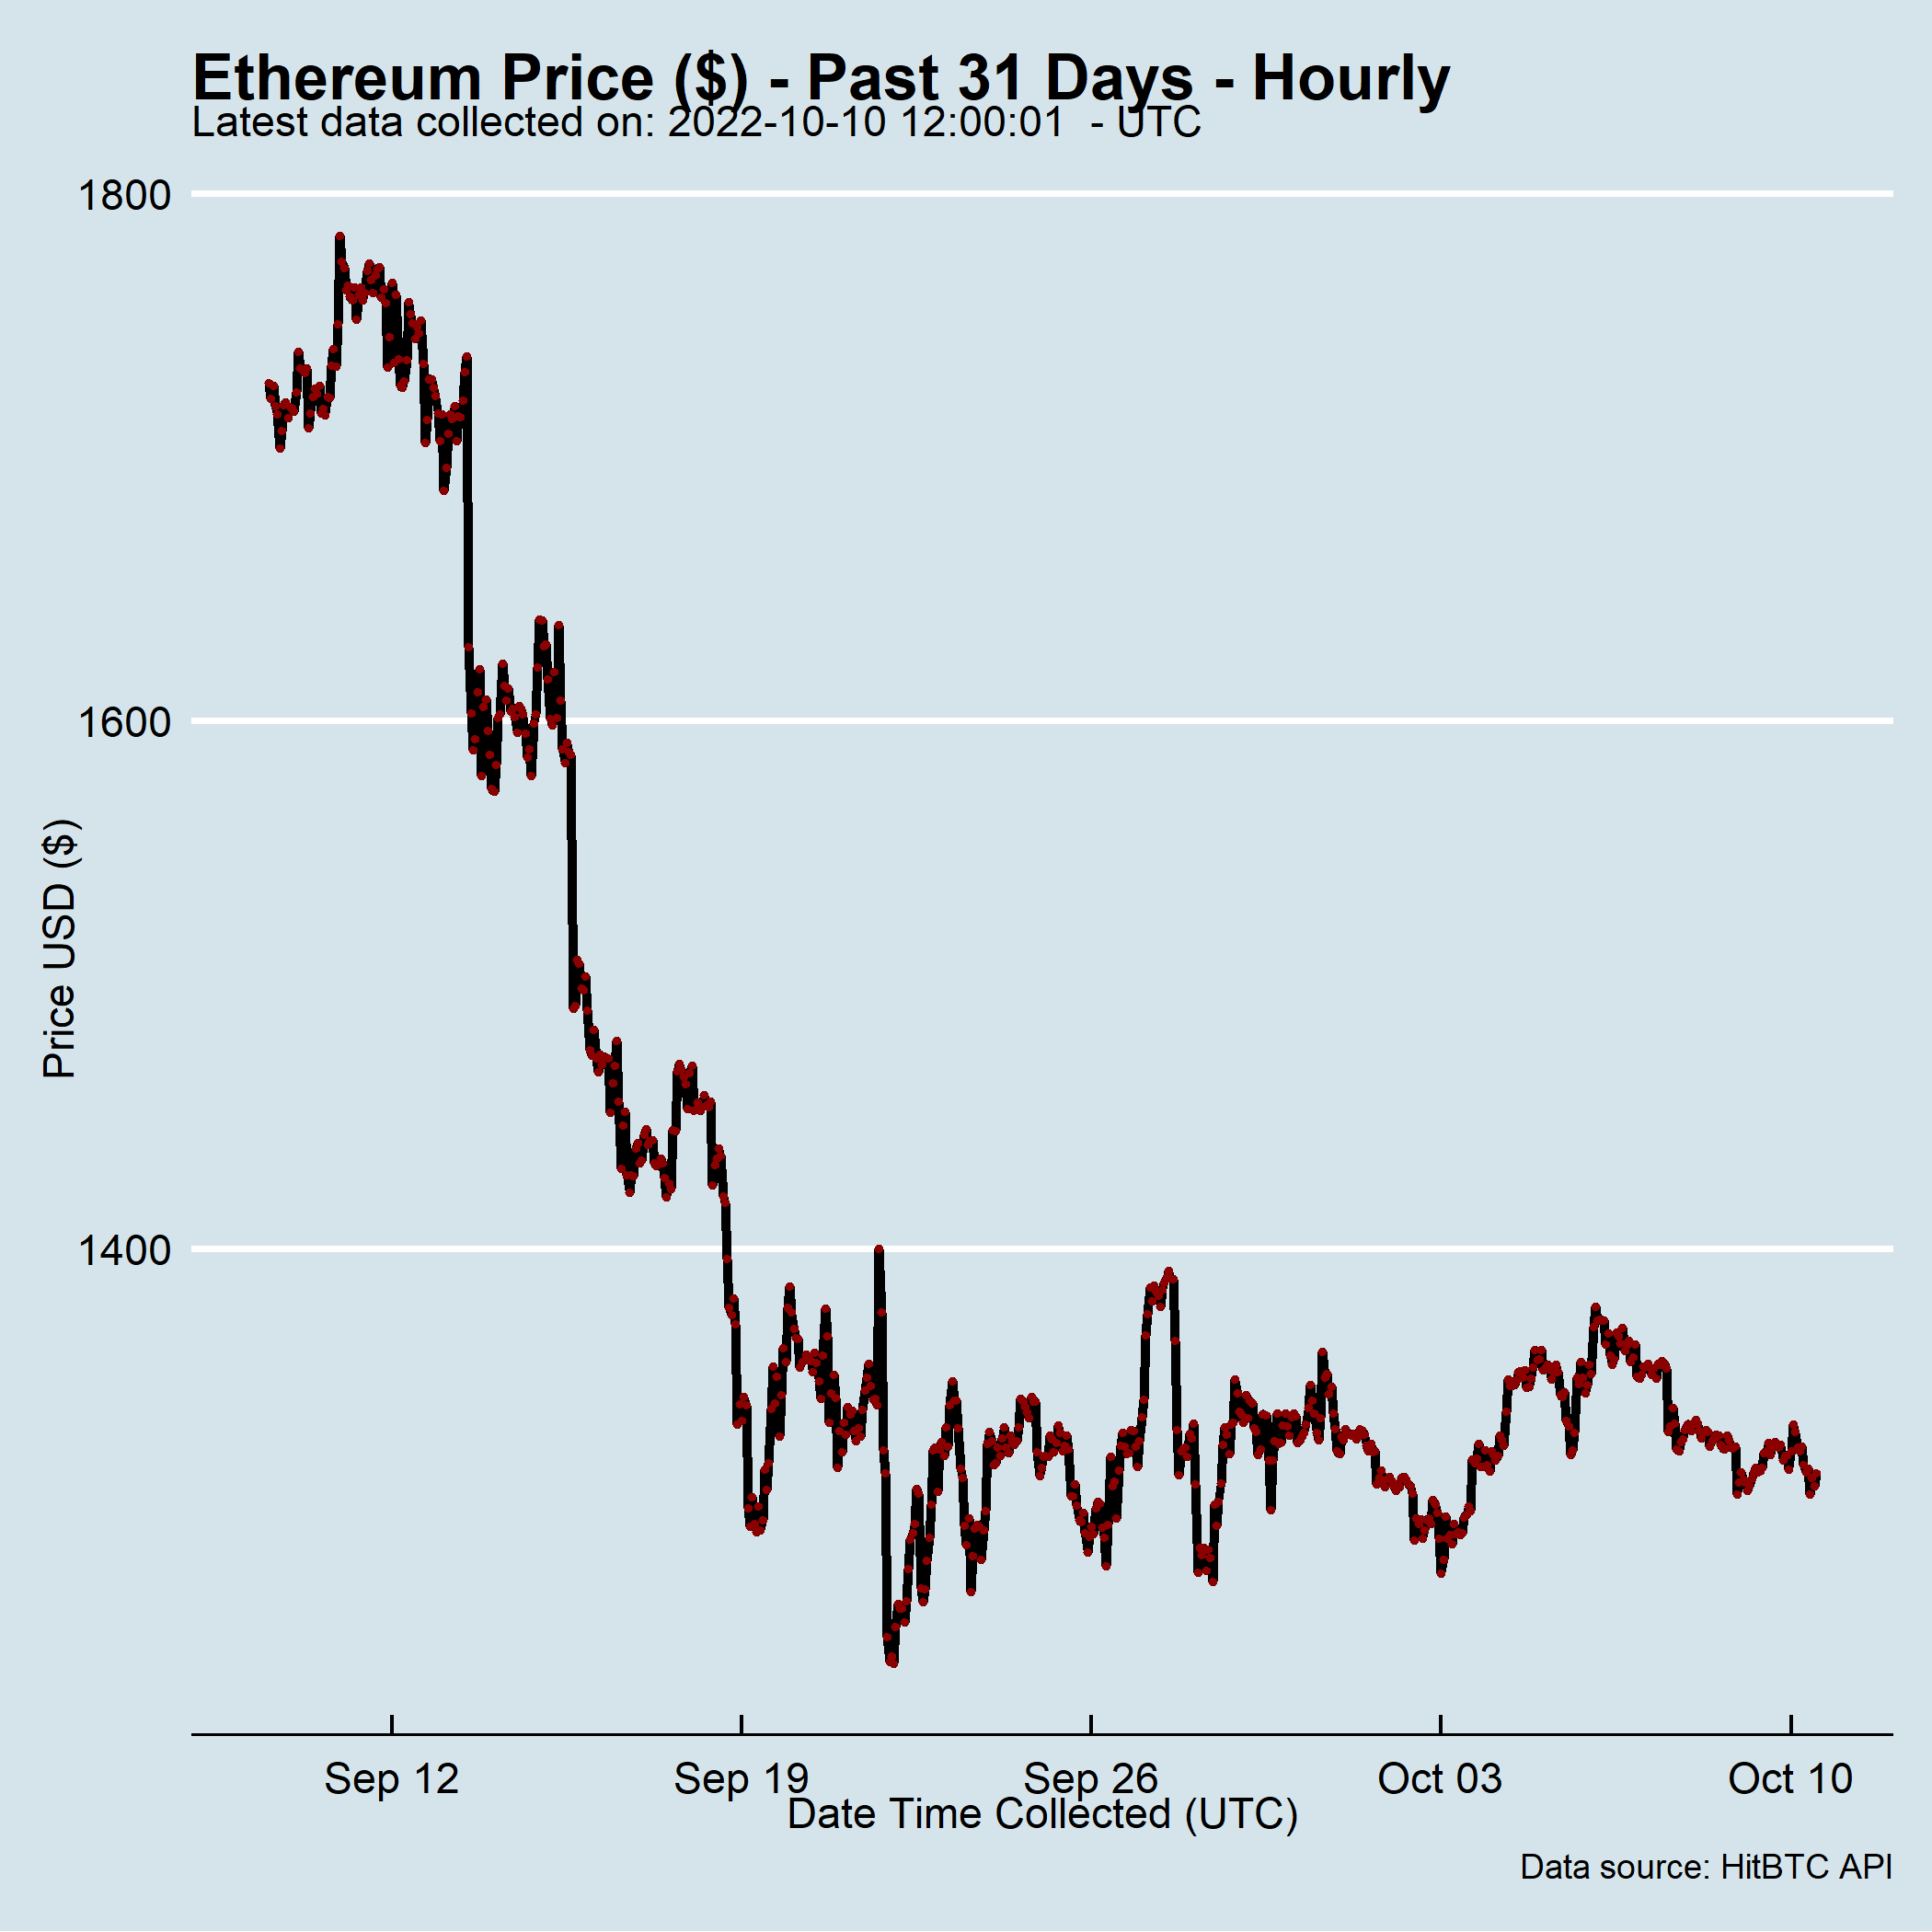 Ethereum Price ($) - Past 31 Days - Hourly
Latest data collected on: 2022-10-10 12:00:01  - UTC
1800
1600
1400
Price USD ($)
Sep 12
Sep 19
Sep 26
Oct 03
Oct 10
Date Time Collected (UTC)
Data source: HitBTC API